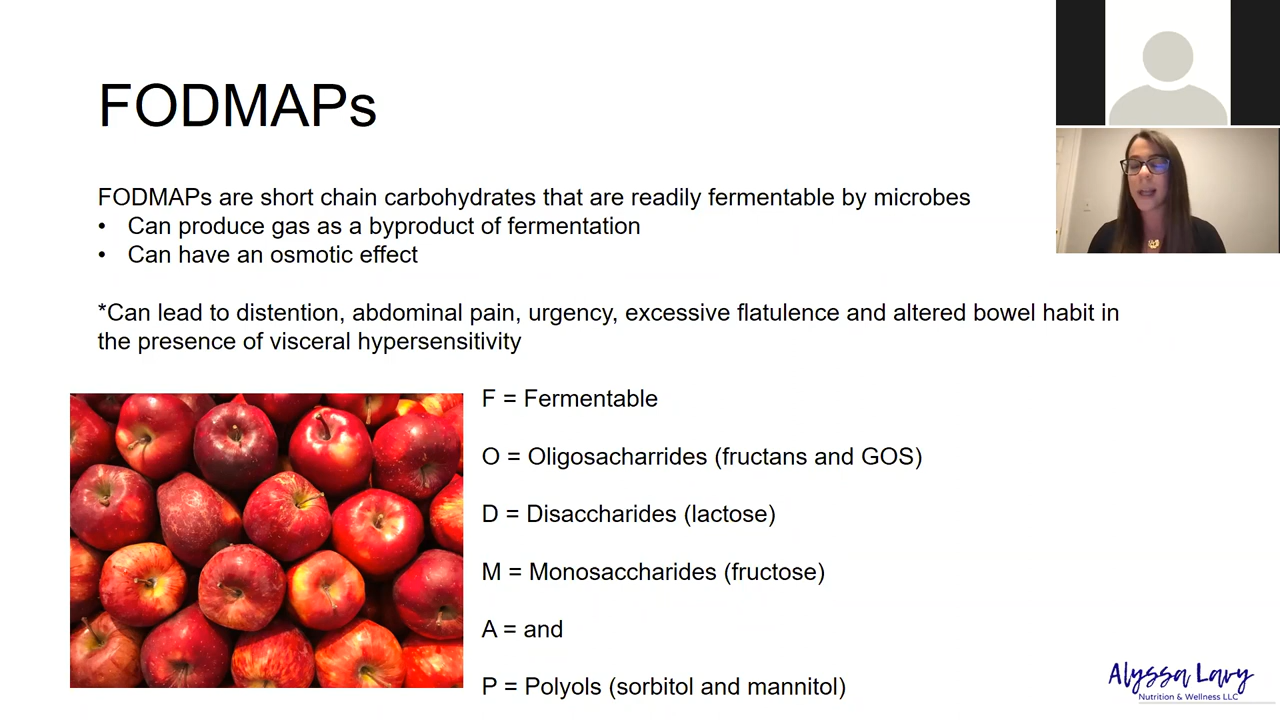 FODMAPs
FODMAPs are short chain carbohydrates that are readily fermentable by microbes
• Can produce gas as a byproduct of fermentation
• Can have an osmotic effect
*Can lead to distention, abdominal pain, urgency, excessive flatulence and altered bowel habit in
the presence of visceral hypersensitivity
F = Fermentable
O = Oligosacharrides (fructans and GOS)
D = Disaccharides (lactose)
M = Monosaccharides (fructose)
A = and
P = Polyols (sorbitol and mannitol)
Alyssa Lavy
Nutrition & Wellness LLC